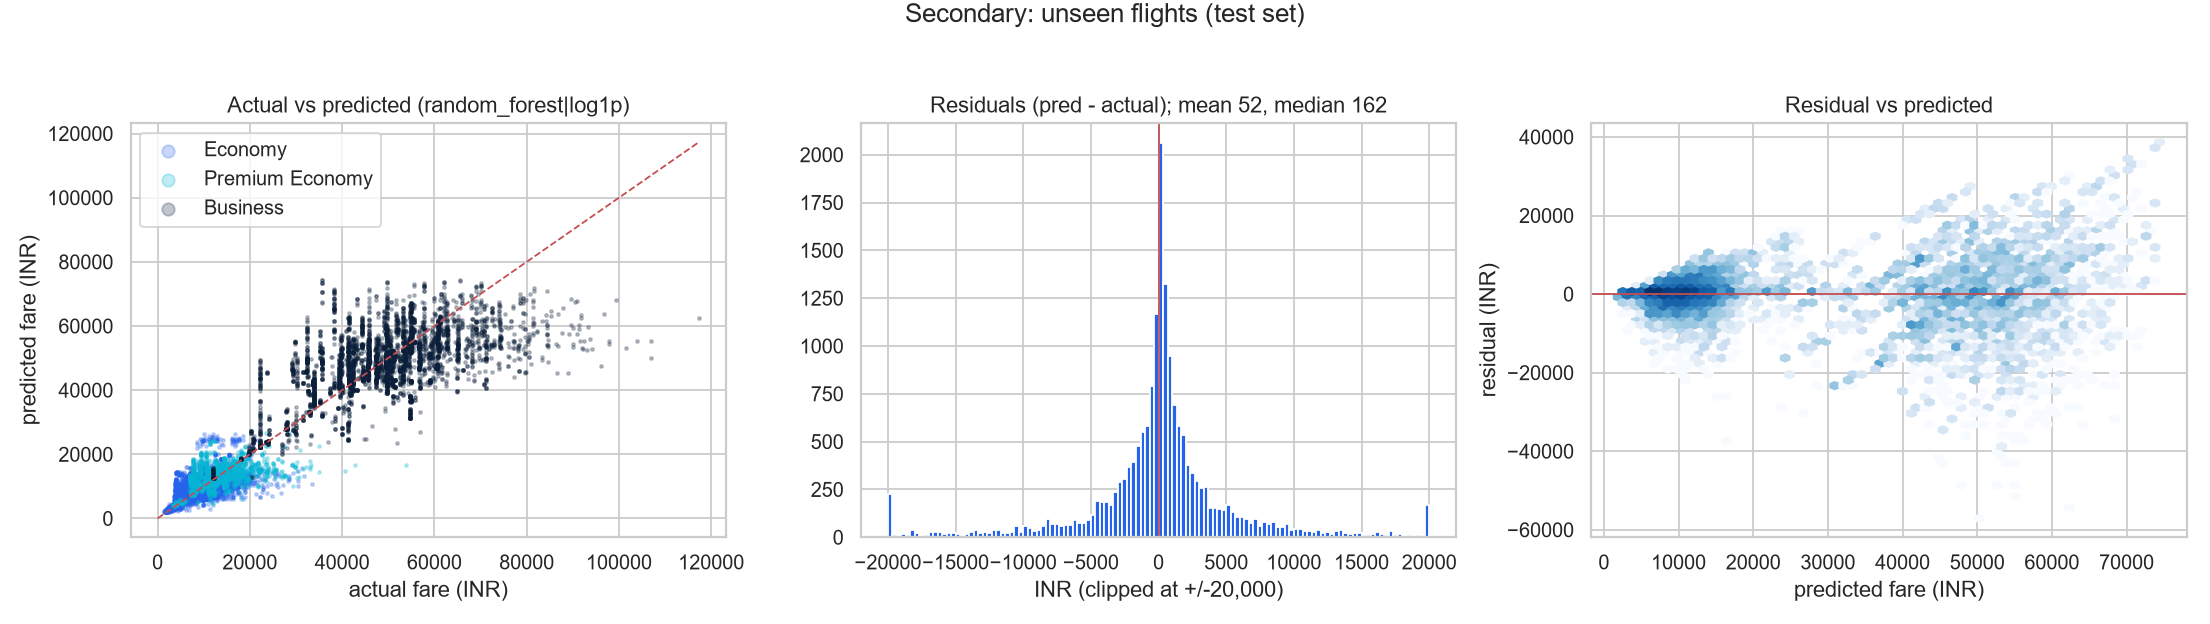 Secondary: unseen flights (test set)
Actual vs predicted (random_forest|log1p)
120000
100000
80000
60000
40000
20000
0
predicted fare (INR)
Economy
Premium Economy
Business
0 20000 40000 60000 80000 100000 120000
actual fare (INR)
Residuals (pred - actual); mean 52, median 162
2000
1750
1500
1250
1000
750
500
250
0
−20000 −15000 −10000 −5000 0 5000 10000 15000 20000
INR (clipped at +/-20,000)
Residual vs predicted
40000
20000
0
−20000
−40000
−60000
residual (INR)
0 10000 20000 30000 40000 50000 60000 70000
predicted fare (INR)